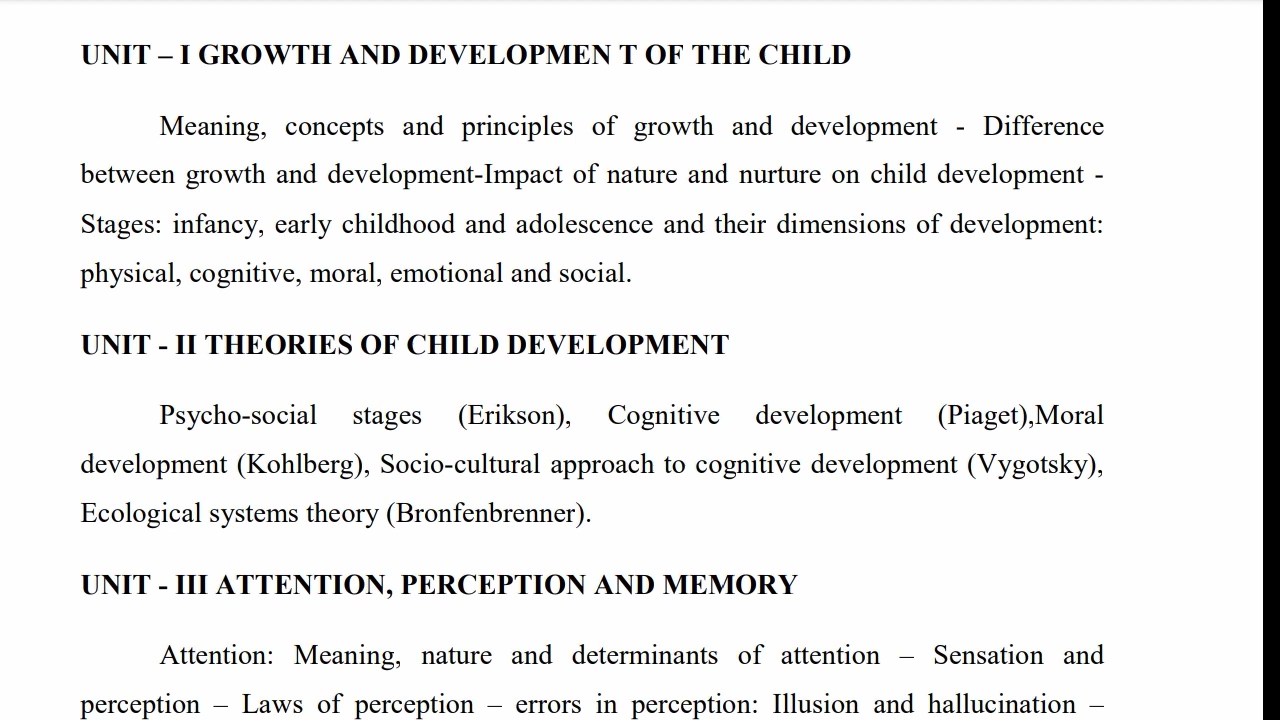 UNIT – I GROWTH AND DEVELOPMEN T OF THE CHILD
Meaning, concepts and principles of growth and development - Difference
between growth and development-Impact of nature and nurture on child development -
Stages: infancy, early childhood and adolescence and their dimensions of development:
physical, cognitive, moral, emotional and social.
UNIT - II THEORIES OF CHILD DEVELOPMENT
Psycho-social stages (Erikson), Cognitive development (Piaget),Moral
development (Kohlberg), Socio-cultural approach to cognitive development (Vygotsky),
Ecological systems theory (Bronfenbrenner).
UNIT - III ATTENTION, PERCEPTION AND MEMORY
Attention: Meaning, nature and determinants of attention – Sensation and
perception – Laws of perception – errors in perception: Illusion and hallucination –